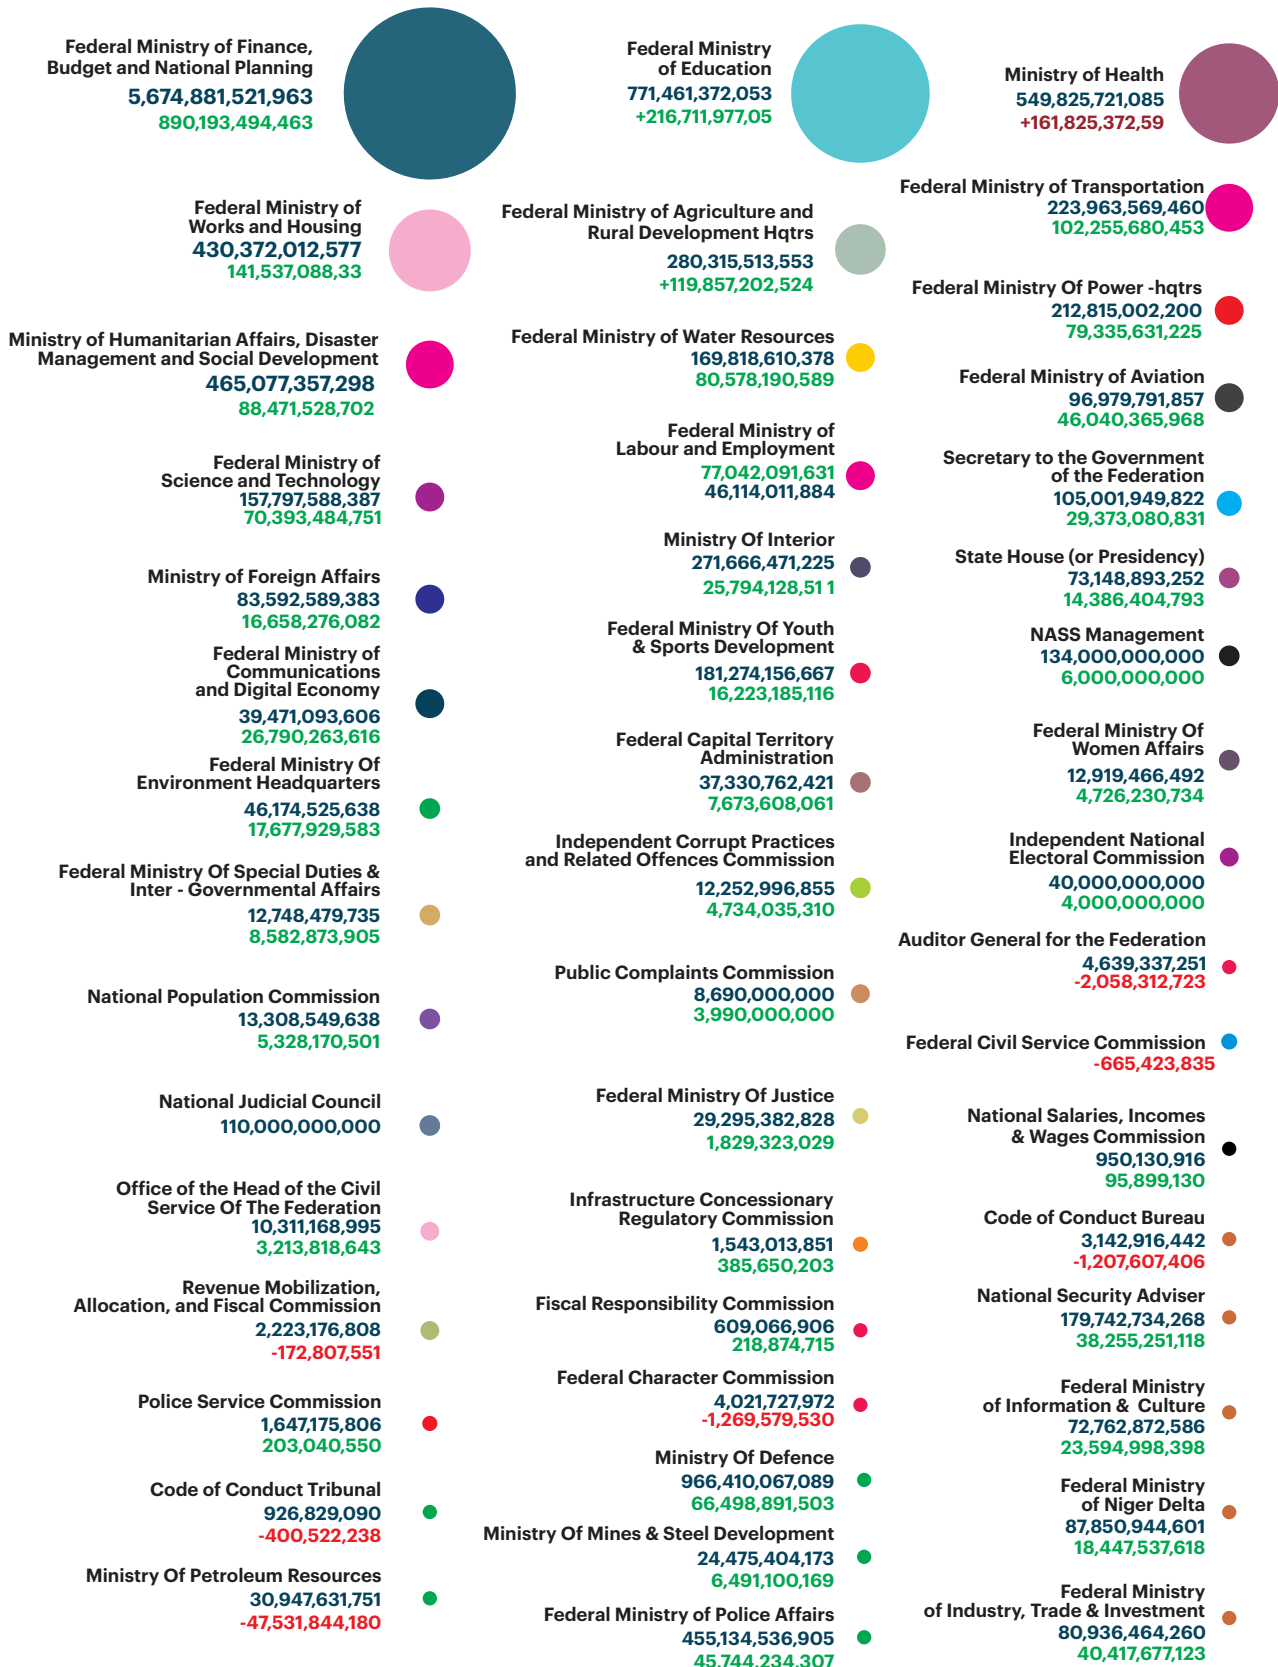 Federal Ministry of Finance,
Budget and National Planning
5,674,881,521,963
890,193,494,463
Federal Ministry
of Education
771,461,372,053
+216,711,977,05
Ministry of Health
549,825,721,085
+161,825,372,59
Federal Ministry of
Works and Housing
430,372,012,577
141,537,088,33
Federal Ministry of Agriculture and
Rural Development Hqtrs
280,315,513,553
+119,857,202,524
Federal Ministry of Transportation
223,963,569,460
102,255,680,453
Federal Ministry Of Power -hqtrs
212,815,002,200
79,335,631,225
Ministry of Humanitarian Affairs, Disaster
Management and Social Development
465,077,357,298
88,471,528,702
Federal Ministry of Water Resources
169,818,610,378
80,578,190,589
Federal Ministry of Aviation
96,979,791,857
46,040,365,968
Federal Ministry of
Science and Technology
157,797,588,387
70,393,484,751
Federal Ministry of
Labour and Employment
77,042,091,631
46,114,011,884
Secretary to the Government
of the Federation
105,001,949,822
29,373,080,831
Ministry of Foreign Affairs
83,592,589,383
16,658,276,082
Ministry Of Interior
271,666,471,225
25,794,128,51 1
State House (or Presidency)
73,148,893,252
14,386,404,793
Federal Ministry of
Communications
and Digital Economy
39,471,093,606
26,790,263,616
Federal Ministry Of Youth
& Sports Development
181,274,156,667
16,223,185,116
NASS Management
134,000,000,000
6,000,000,000
Federal Ministry Of
Environment Headquarters
46,174,525,638
17,677,929,583
Federal Capital Territory
Administration
37,330,762,421
7,673,608,061
Federal Ministry Of
Women Affairs
12,919,466,492
4,726,230,734
Federal Ministry Of Special Duties &
Inter - Governmental Affairs
12,748,479,735
8,582,873,905
Independent Corrupt Practices
and Related Offences Commission
12,252,996,855
4,734,035,310
Independent National
Electoral Commission
40,000,000,000
4,000,000,000
National Population Commission
13,308,549,638
5,328,170,501
Public Complaints Commission
8,690,000,000
3,990,000,000
Auditor General for the Federation
4,639,337,251
-2,058,312,723
Federal Civil Service Commission
-665,423,835
National Judicial Council
110,000,000,000
Federal Ministry Of Justice
29,295,382,828
1,829,323,029
National Salaries, Incomes
& Wages Commission
950,130,916
95,899,130
Office of the Head of the Civil
Service Of The Federation
10,311,168,995
3,213,818,643
Infrastructure Concessionary
Regulatory Commission
1,543,013,851
385,650,203
Code of Conduct Bureau
3,142,916,442
-1,207,607,406
Revenue Mobilization,
Allocation, and Fiscal Commission
2,223,176,808
-172,807,551
Fiscal Responsibility Commission
609,066,906
218,874,715
National Security Adviser
179,742,734,268
38,255,251,118
Police Service Commission
1,647,175,806
203,040,550
Federal Character Commission
4,021,727,972
-1,269,579,530
Federal Ministry
of Information & Culture
72,762,872,586
23,594,998,398
Code of Conduct Tribunal
926,829,090
-400,522,238
Ministry Of Defence
966,410,067,089
66,498,891,503
Federal Ministry
of Niger Delta
87,850,944,601
18,447,537,618
Ministry Of Petroleum Resources
30,947,631,751
-47,531,844,180
Ministry Of Mines & Steel Development
24,475,404,173
6,491,100,169
Federal Ministry of Police Affairs
455,134,536,905
45,744,234,307
Federal Ministry
of Industry, Trade & Investment
80,936,464,260
40,417,677,123